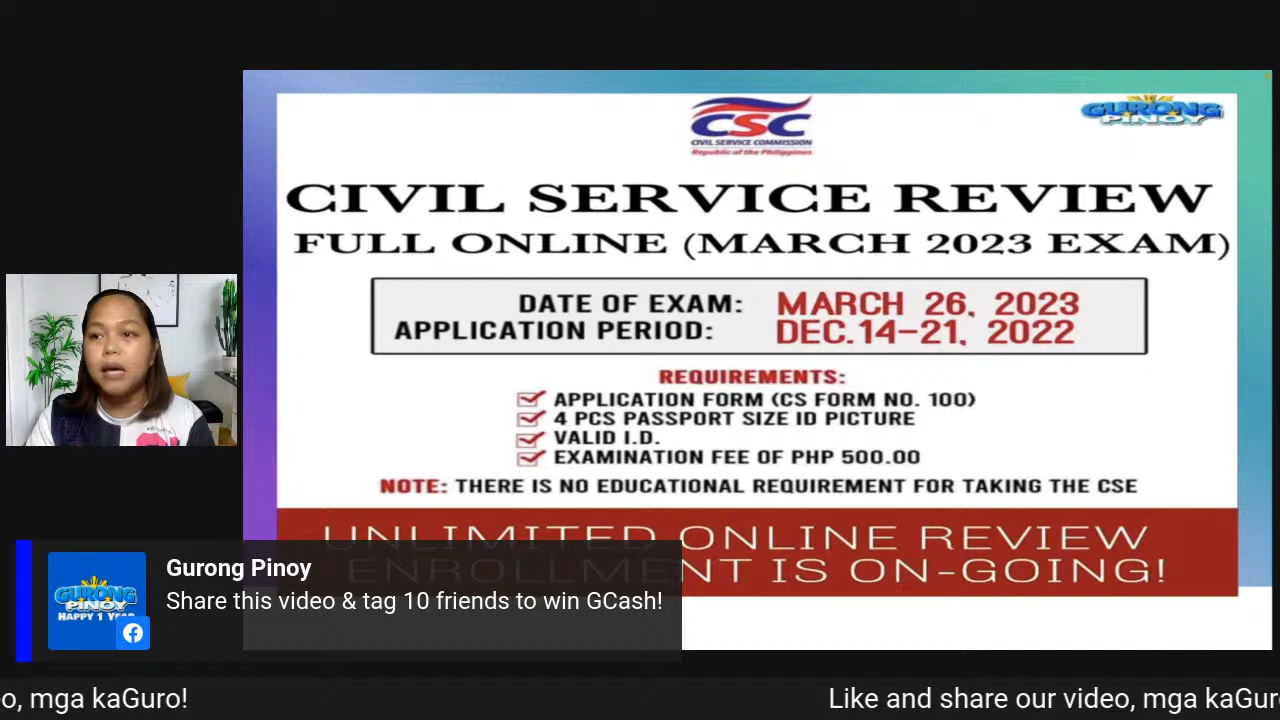 CSC
CIVIL SERVICE COMMISSION
Republic of the Philippines
GURONG
PINOY
CIVIL SERVICE REVIEW
FULL ONLINE (MARCH 2023 EXAM)
DATE OF EXAM: MARCH 26, 2023
APPLICATION PERIOD: DEC.14-21, 2022
REQUIREMENTS:
APPLICATION FORM (CS FORM NO. 100)
4 PCS PASSPORT SIZE ID PICTURE
VALID I.D.
EXAMINATION FEE OF PHP 500.00
NOTE: THERE IS NO EDUCATIONAL REQUIREMENT FOR TAKING THE CSE
UNLIMITED ONLINE REVIEW
ENROLLMENT IS ON-GOING!
GURONG
PINOY
HAPPY 1 YEA
Gurong Pinoy
Share this video & tag 10 friends to win GCash!
o, mga kaGuro!
Like and share our video, mga kaGur